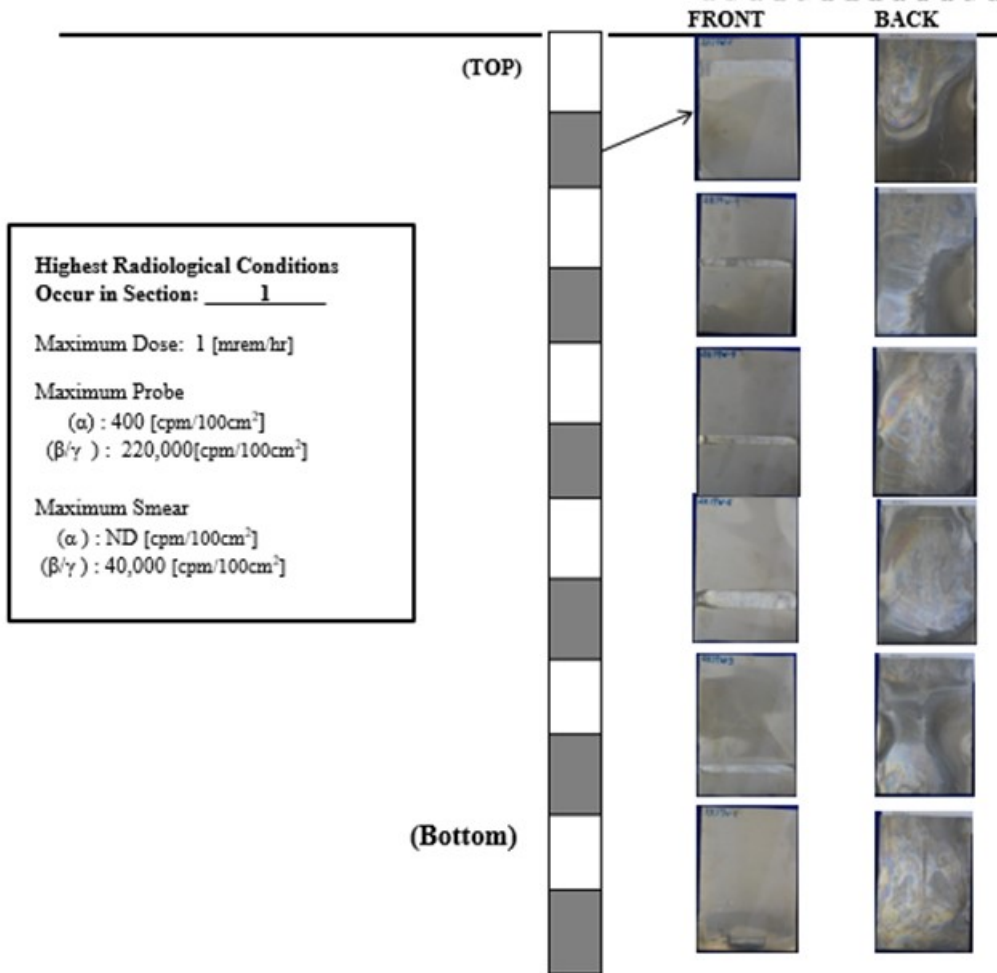 FRONT BACK
(TOP)
Highest Radiological Conditions
Occur in Section: 1
Maximum Dose: 1 [mrem/hr]
Maximum Probe
(α) : 400 [cpm/100cm²]
(β/γ ) : 220,000[cpm/100cm²]
Maximum Smear
(α ) : ND [cpm/100cm²]
(β/γ ) : 40,000 [cpm/100cm²]
(Bottom)